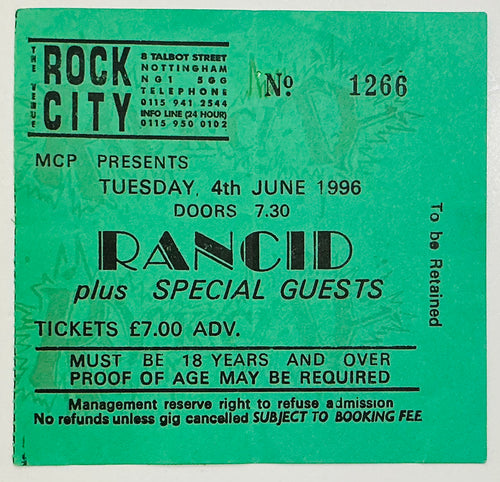 THE VENUE
ROCK
CITY
8 TALBOT STREET
NOTTINGHAM
NG1 5GG
TELEPHONE
0115 941 2544
INFO LINE (24 HOUR)
0115 950 0102
No 1266
MCP PRESENTS
TUESDAY, 4th JUNE 1996
DOORS 7.30
RANCID
plus SPECIAL GUESTS
TICKETS £7.00 ADV.
MUST BE 18 YEARS AND OVER
PROOF OF AGE MAY BE REQUIRED
Management reserve right to refuse admission
No refunds unless gig cancelled SUBJECT TO BOOKING FEE
To be Retained